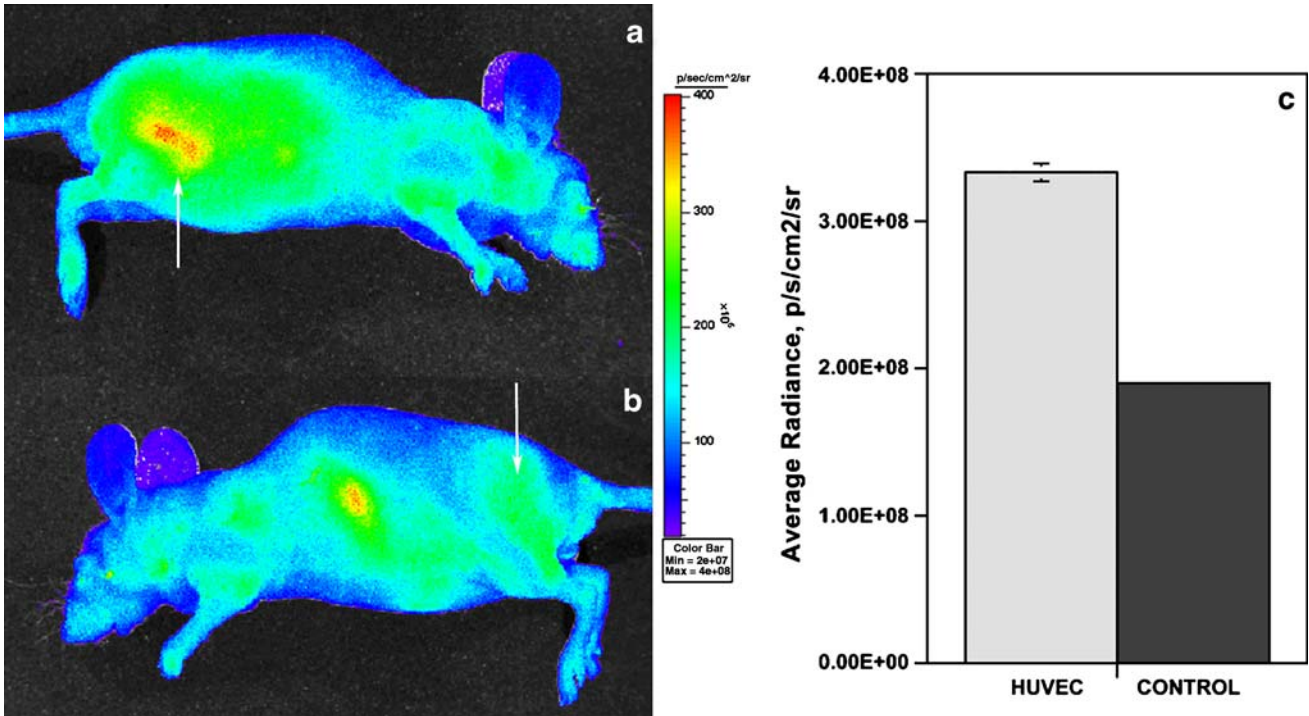 a
b
p/sec/cm^2/sr
400
300
200
100
×10⁶
Color Bar
Min = 2e+07
Max = 4e+08
c
Average Radiance, p/s/cm2/sr
4.00E+08
3.00E+08
2.00E+08
1.00E+08
0.00E+00
HUVEC
CONTROL